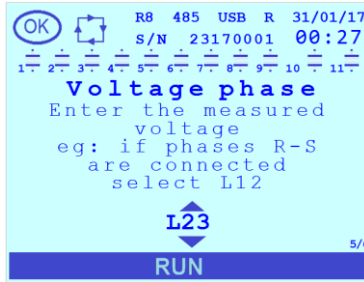 OK R8 485 USB R 31/01/17
S/N 23170001 00:27
1 2 3 4 5 6 7 8 9 10 11
Voltage phase
Enter the measured
voltage
eg: if phases R-S
are connected
select L12
L23
5/
RUN